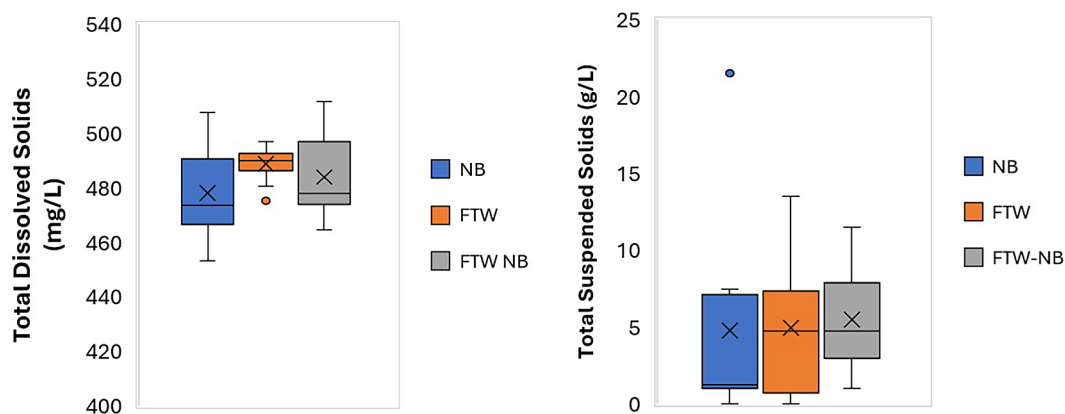 Total Dissolved Solids
(mg/L)
540
520
500
480
460
440
420
400
NB
FTW
FTW NB
Total Suspended Solids (g/L)
25
20
15
10
5
0
NB
FTW
FTW-NB